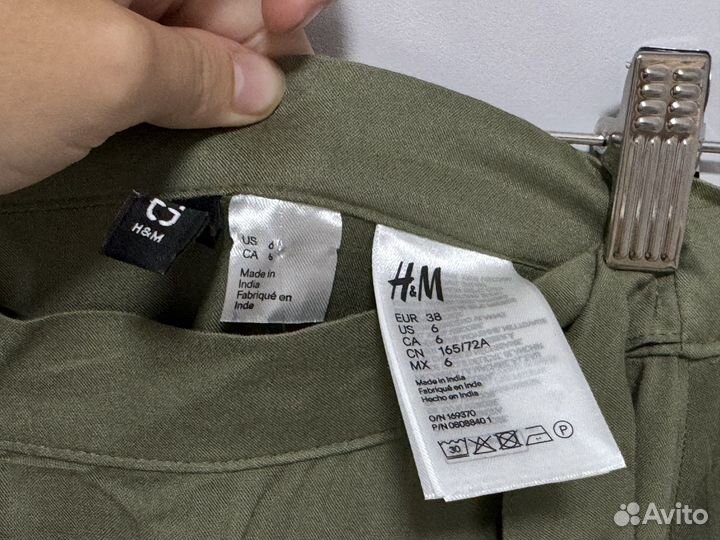 H&M
US 6
CA 6
Made in
India
Fabriqué en
Inde
H&M
EUR 38
US 6
CA 6
CN 165/72A
MX 6
Made in India
Fabriqué en Inde
Hecho en India
O/N 169370
P/N 0808840 1
30
P
Avito